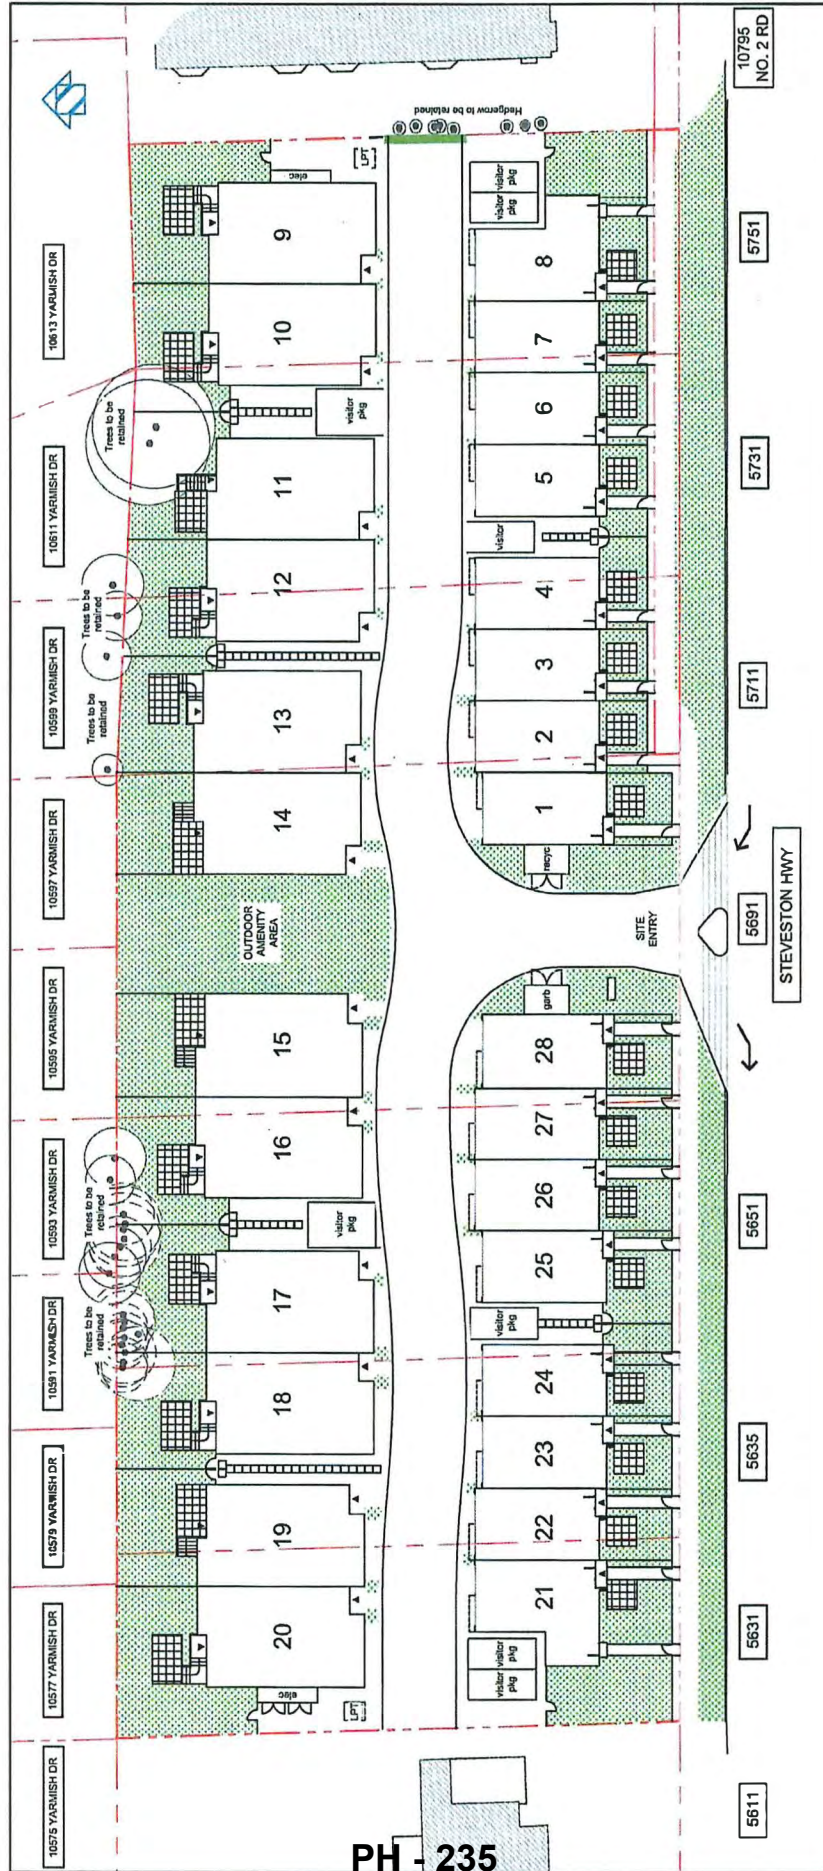 10575 YARMISH DR
10577 YARMISH DR
10579 YARMISH DR
10591 YARMISH DR
10593 YARMISH DR
10595 YARMISH DR
10597 YARMISH DR
10599 YARMISH DR
10611 YARMISH DR
10613 YARMISH DR
Trees to be
retained
Trees to be
retained
Trees to be
retained
Trees to be
retained
Trees to be
retained
elec
LPT
20
19
18
17
visitor
pkg
16
15
OUTDOOR
AMENITY
AREA
14
13
12
11
visitor
pkg
10
9
elec
LPT
Hedgerow to be retained
visitor
pkg
visitor
pkg
21
22
23
24
visitor
pkg
25
26
27
28
garb
SITE
ENTRY
recyc
1
2
3
4
visitor
5
6
7
8
visitor
pkg
visitor
pkg
5611
5631
5635
5651
5691
5711
5731
5751
10795
NO. 2 RD
STEVESTON HWY
PH - 235